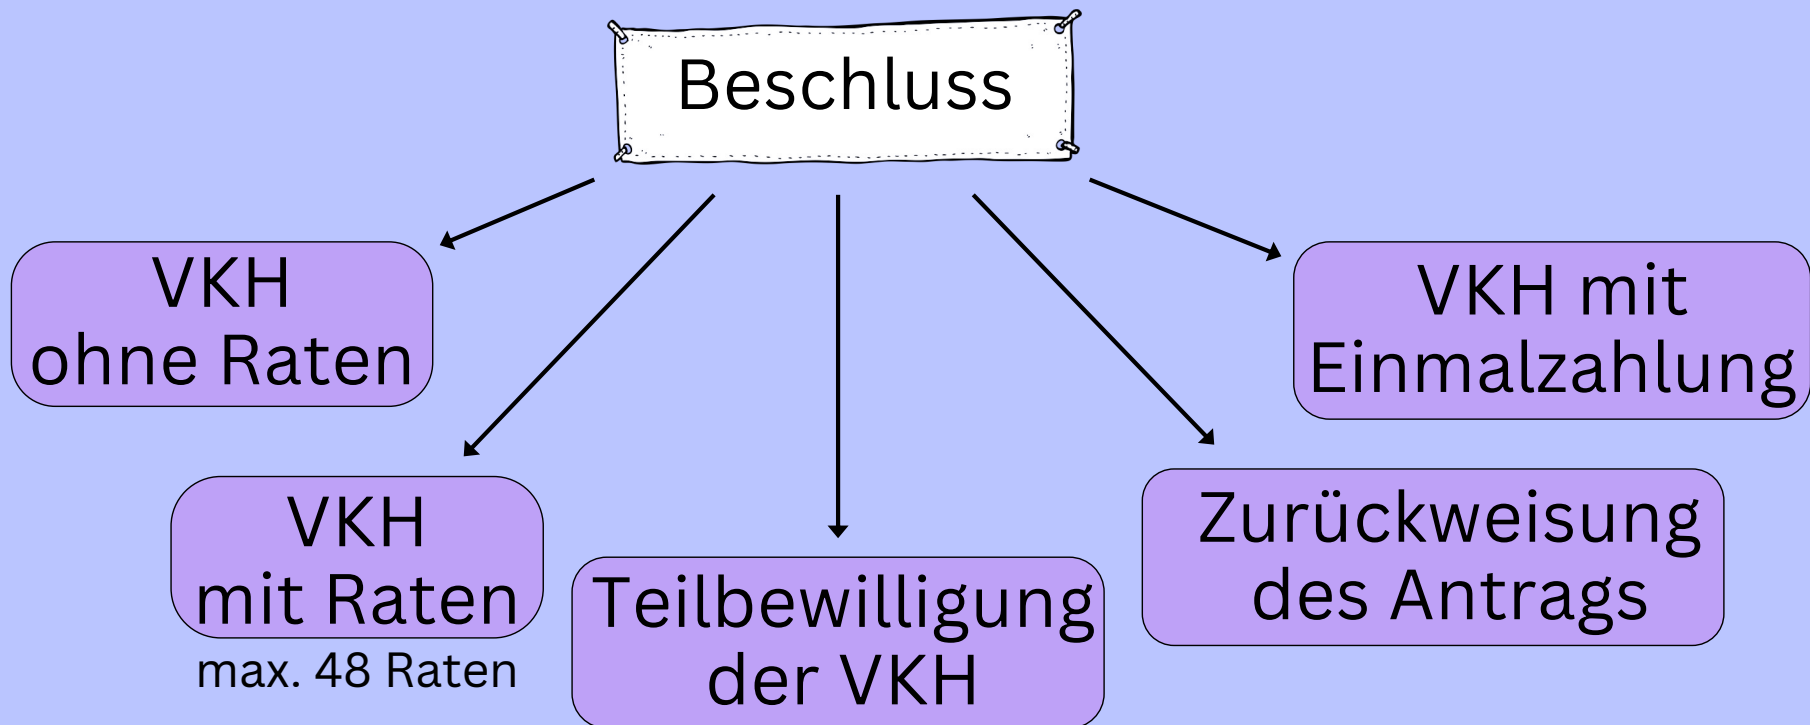 Beschluss
VKH
ohne Raten
VKH mit
Einmalzahlung
VKH
mit Raten
max. 48 Raten
Teilbewilligung
der VKH
Zurückweisung
des Antrags